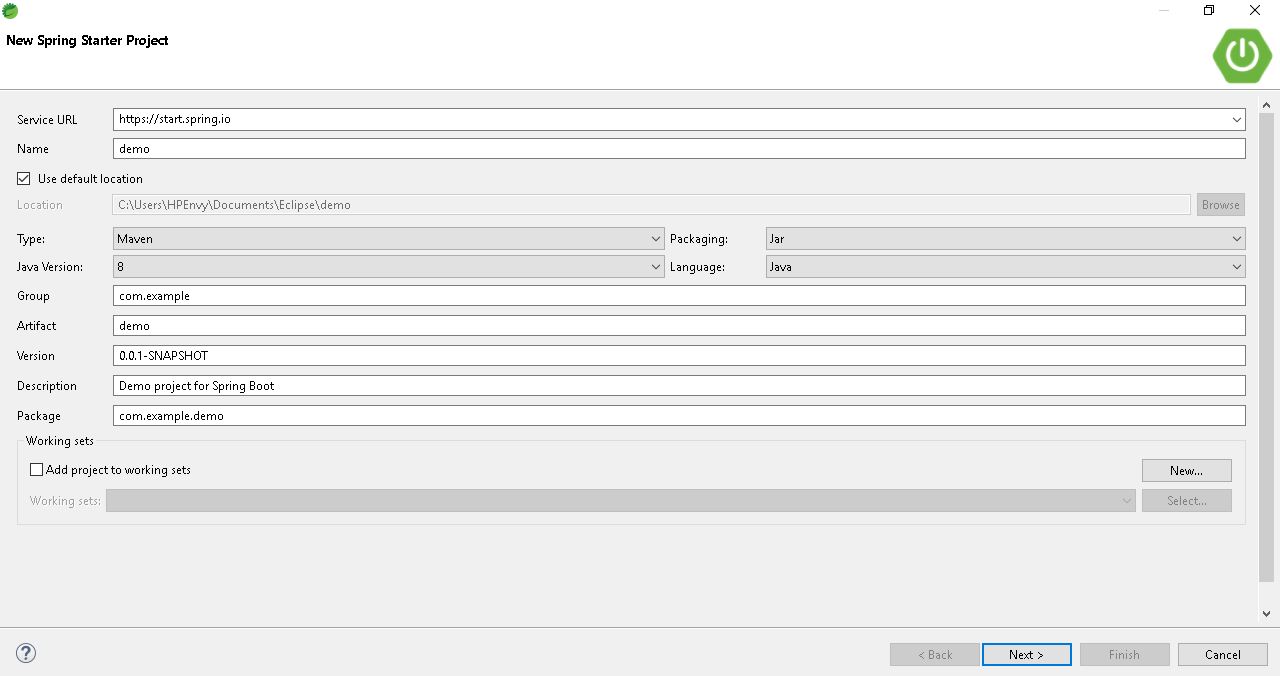 New Spring Starter Project
Service URL https://start.spring.io
Name demo
Use default location
Location C:\Users\HPEnvy\Documents\Eclipse\demo Browse
Type: Maven Packaging: Jar
Java Version: 8 Language: Java
Group com.example
Artifact demo
Version 0.0.1-SNAPSHOT
Description Demo project for Spring Boot
Package com.example.demo
Working sets
Add project to working sets New...
Working sets: Select...
? < Back Next > Finish Cancel